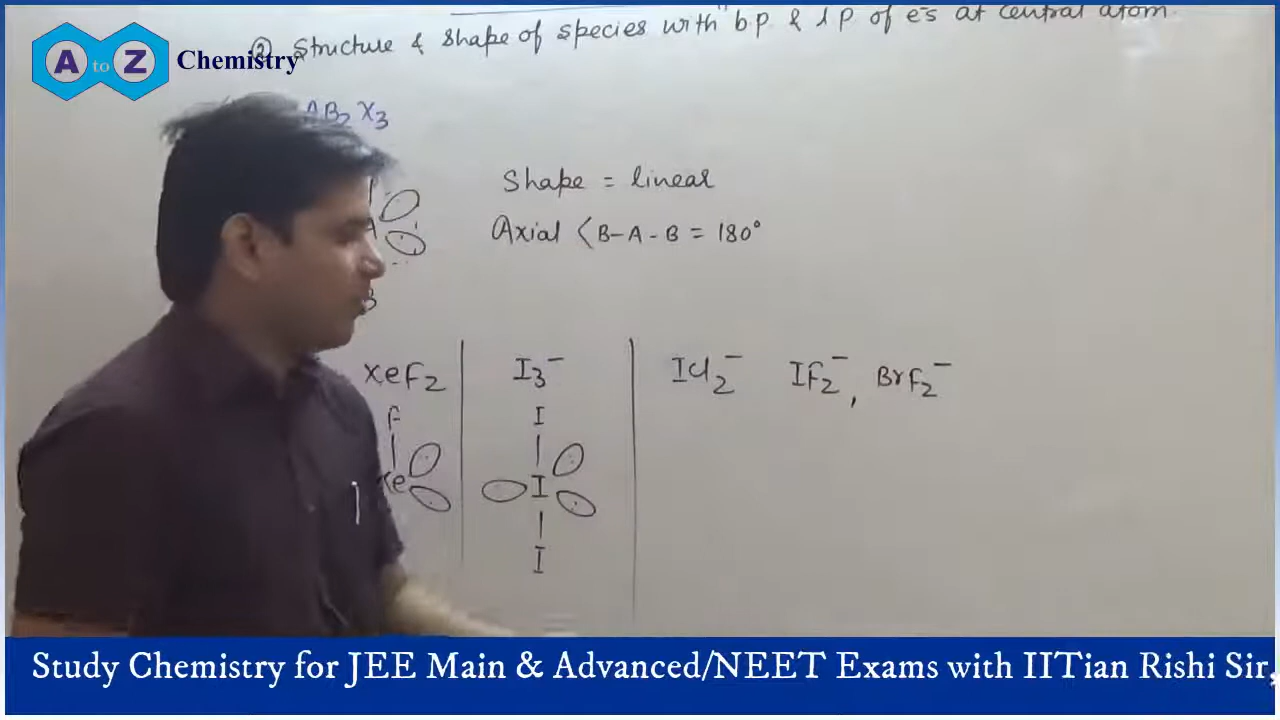 ② Structure & shape of species with b p & l p of e⁻s at central atom
A to Z Chemistry
AB₂X₃
Shape = linear
Axial <B-A-B = 180°
A
B
XeF₂ I₃⁻ ICl₂⁻ IF₂⁻, BrF₂⁻
F I
Xe I
I
Study Chemistry for JEE Main & Advanced/NEET Exams with IITian Rishi Sir